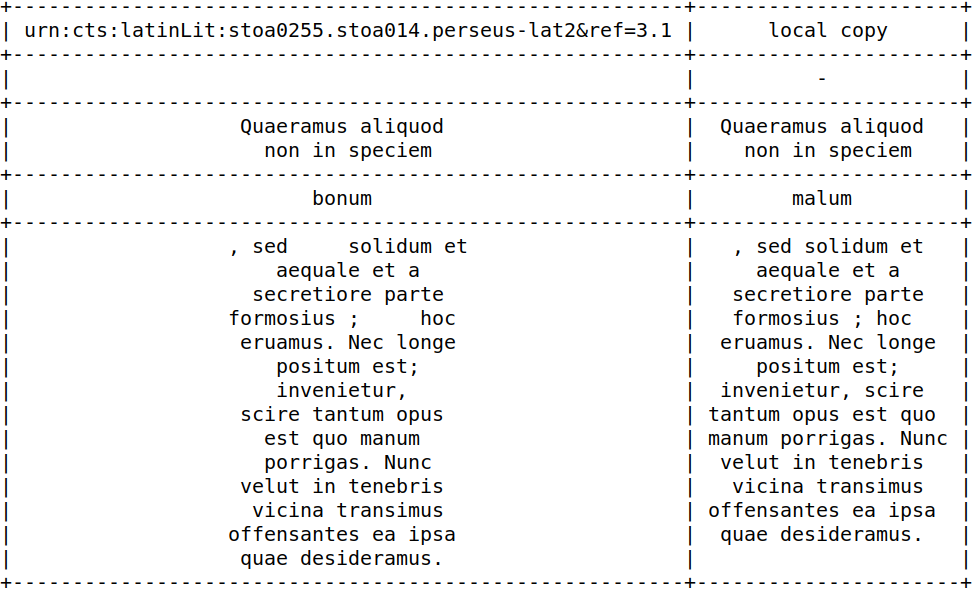 +--------------------------------------------------------+----------------------+
| urn:cts:latinLit:stoa0255.stoa014.perseus-lat2&ref=3.1 |      local copy      |
+--------------------------------------------------------+----------------------+
|                                                        |          -           |
+--------------------------------------------------------+----------------------+
|                   Quaeramus aliquod                    |  Quaeramus aliquod   |
|                     non in speciem                     |    non in speciem    |
+--------------------------------------------------------+----------------------+
|                         bonum                          |        malum         |
+--------------------------------------------------------+----------------------+
|                  , sed     solidum et                  |   , sed solidum et   |
|                      aequale et a                      |     aequale et a     |
|                    secretiore parte                    |   secretiore parte   |
|                  formosius ;     hoc                   |   formosius ; hoc    |
|                   eruamus. Nec longe                   |  eruamus. Nec longe  |
|                      positum est;                      |     positum est;     |
|                      invenietur,                       |  invenietur, scire   |
|                   scire tantum opus                    | tantum opus est quo  |
|                     est quo manum                      | manum porrigas. Nunc |
|                     porrigas. Nunc                     |  velut in tenebris   |
|                   velut in tenebris                    |   vicina transimus   |
|                    vicina transimus                    | offensantes ea ipsa  |
|                  offensantes ea ipsa                   |  quae desideramus.   |
|                   quae desideramus.                    |                      |
+--------------------------------------------------------+----------------------+